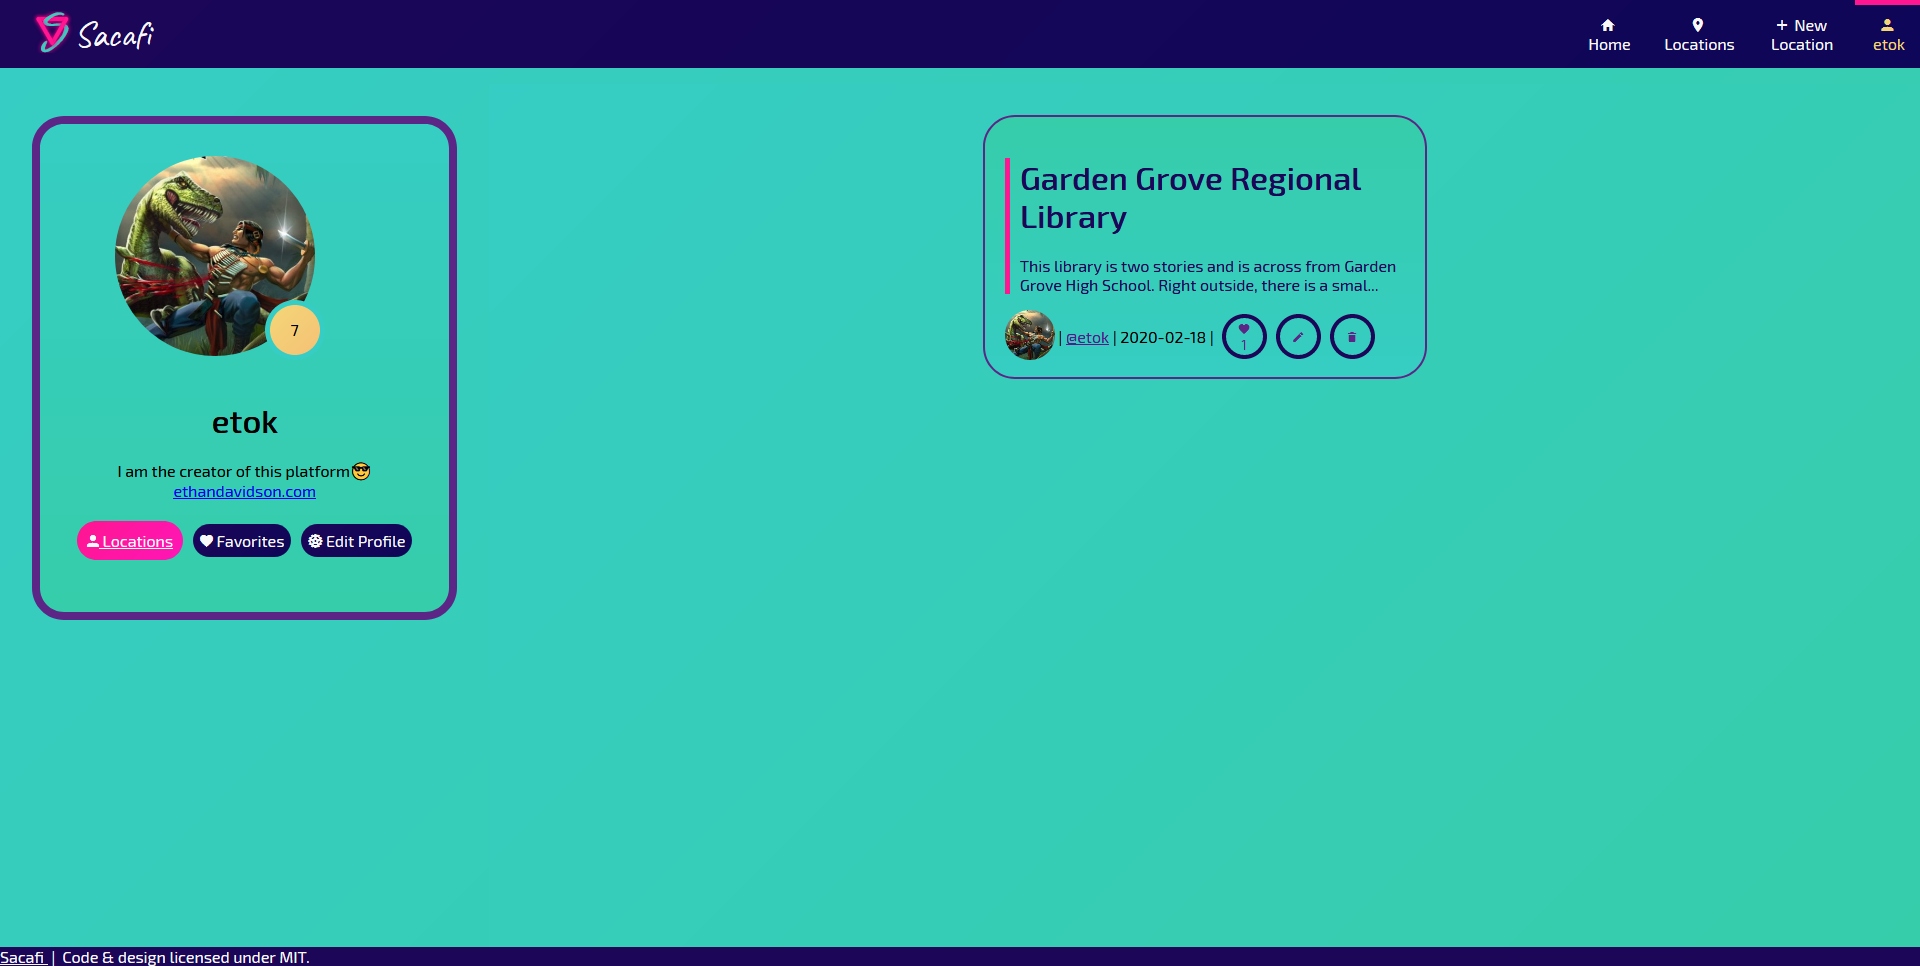 Sacafi
Home
Locations
+ New
Location
etok
7
etok
I am the creator of this platform😎
ethandavidson.com
Locations
Favorites
Edit Profile
Garden Grove Regional
Library
This library is two stories and is across from Garden
Grove High School. Right outside, there is a smal...
| @etok | 2020-02-18 |
1
Sacafi | Code & design licensed under MIT.